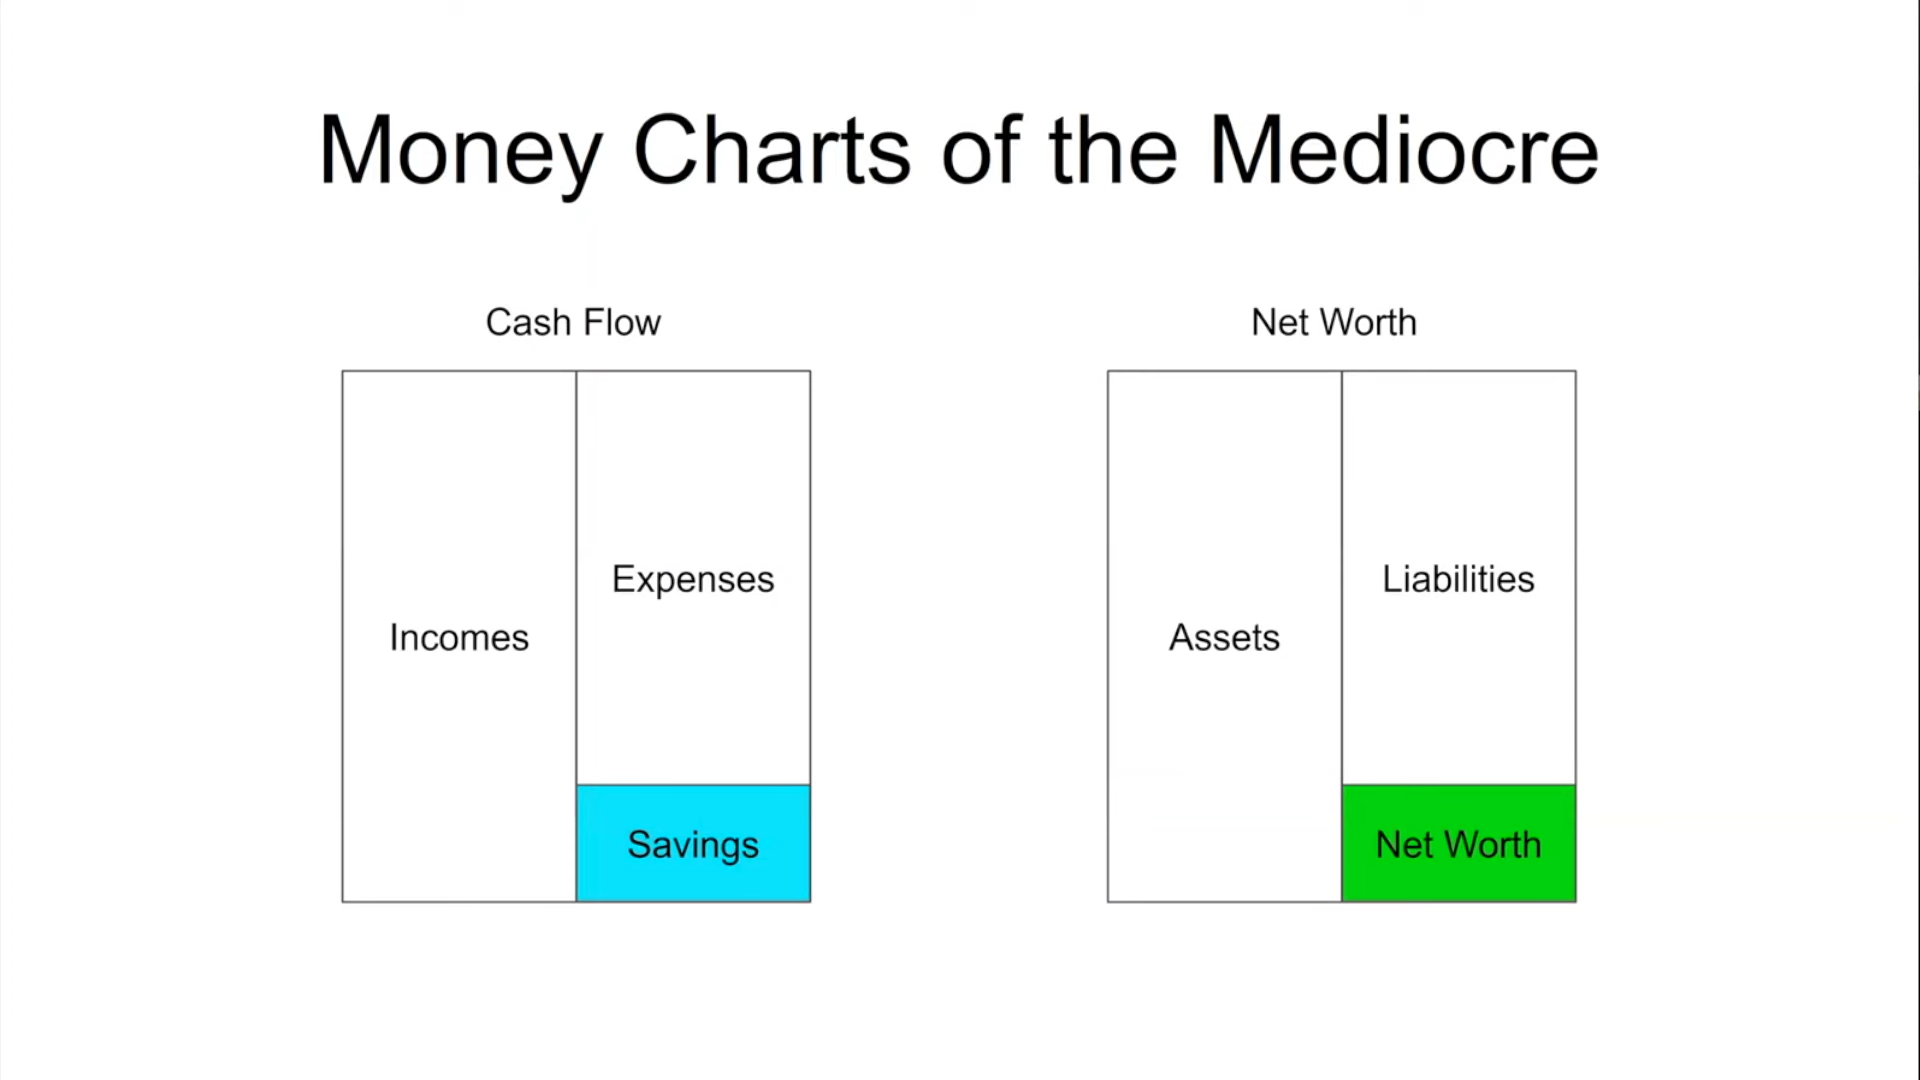 Money Charts of the Mediocre
Cash Flow
Incomes
Expenses
Savings
Net Worth
Assets
Liabilities
Net Worth